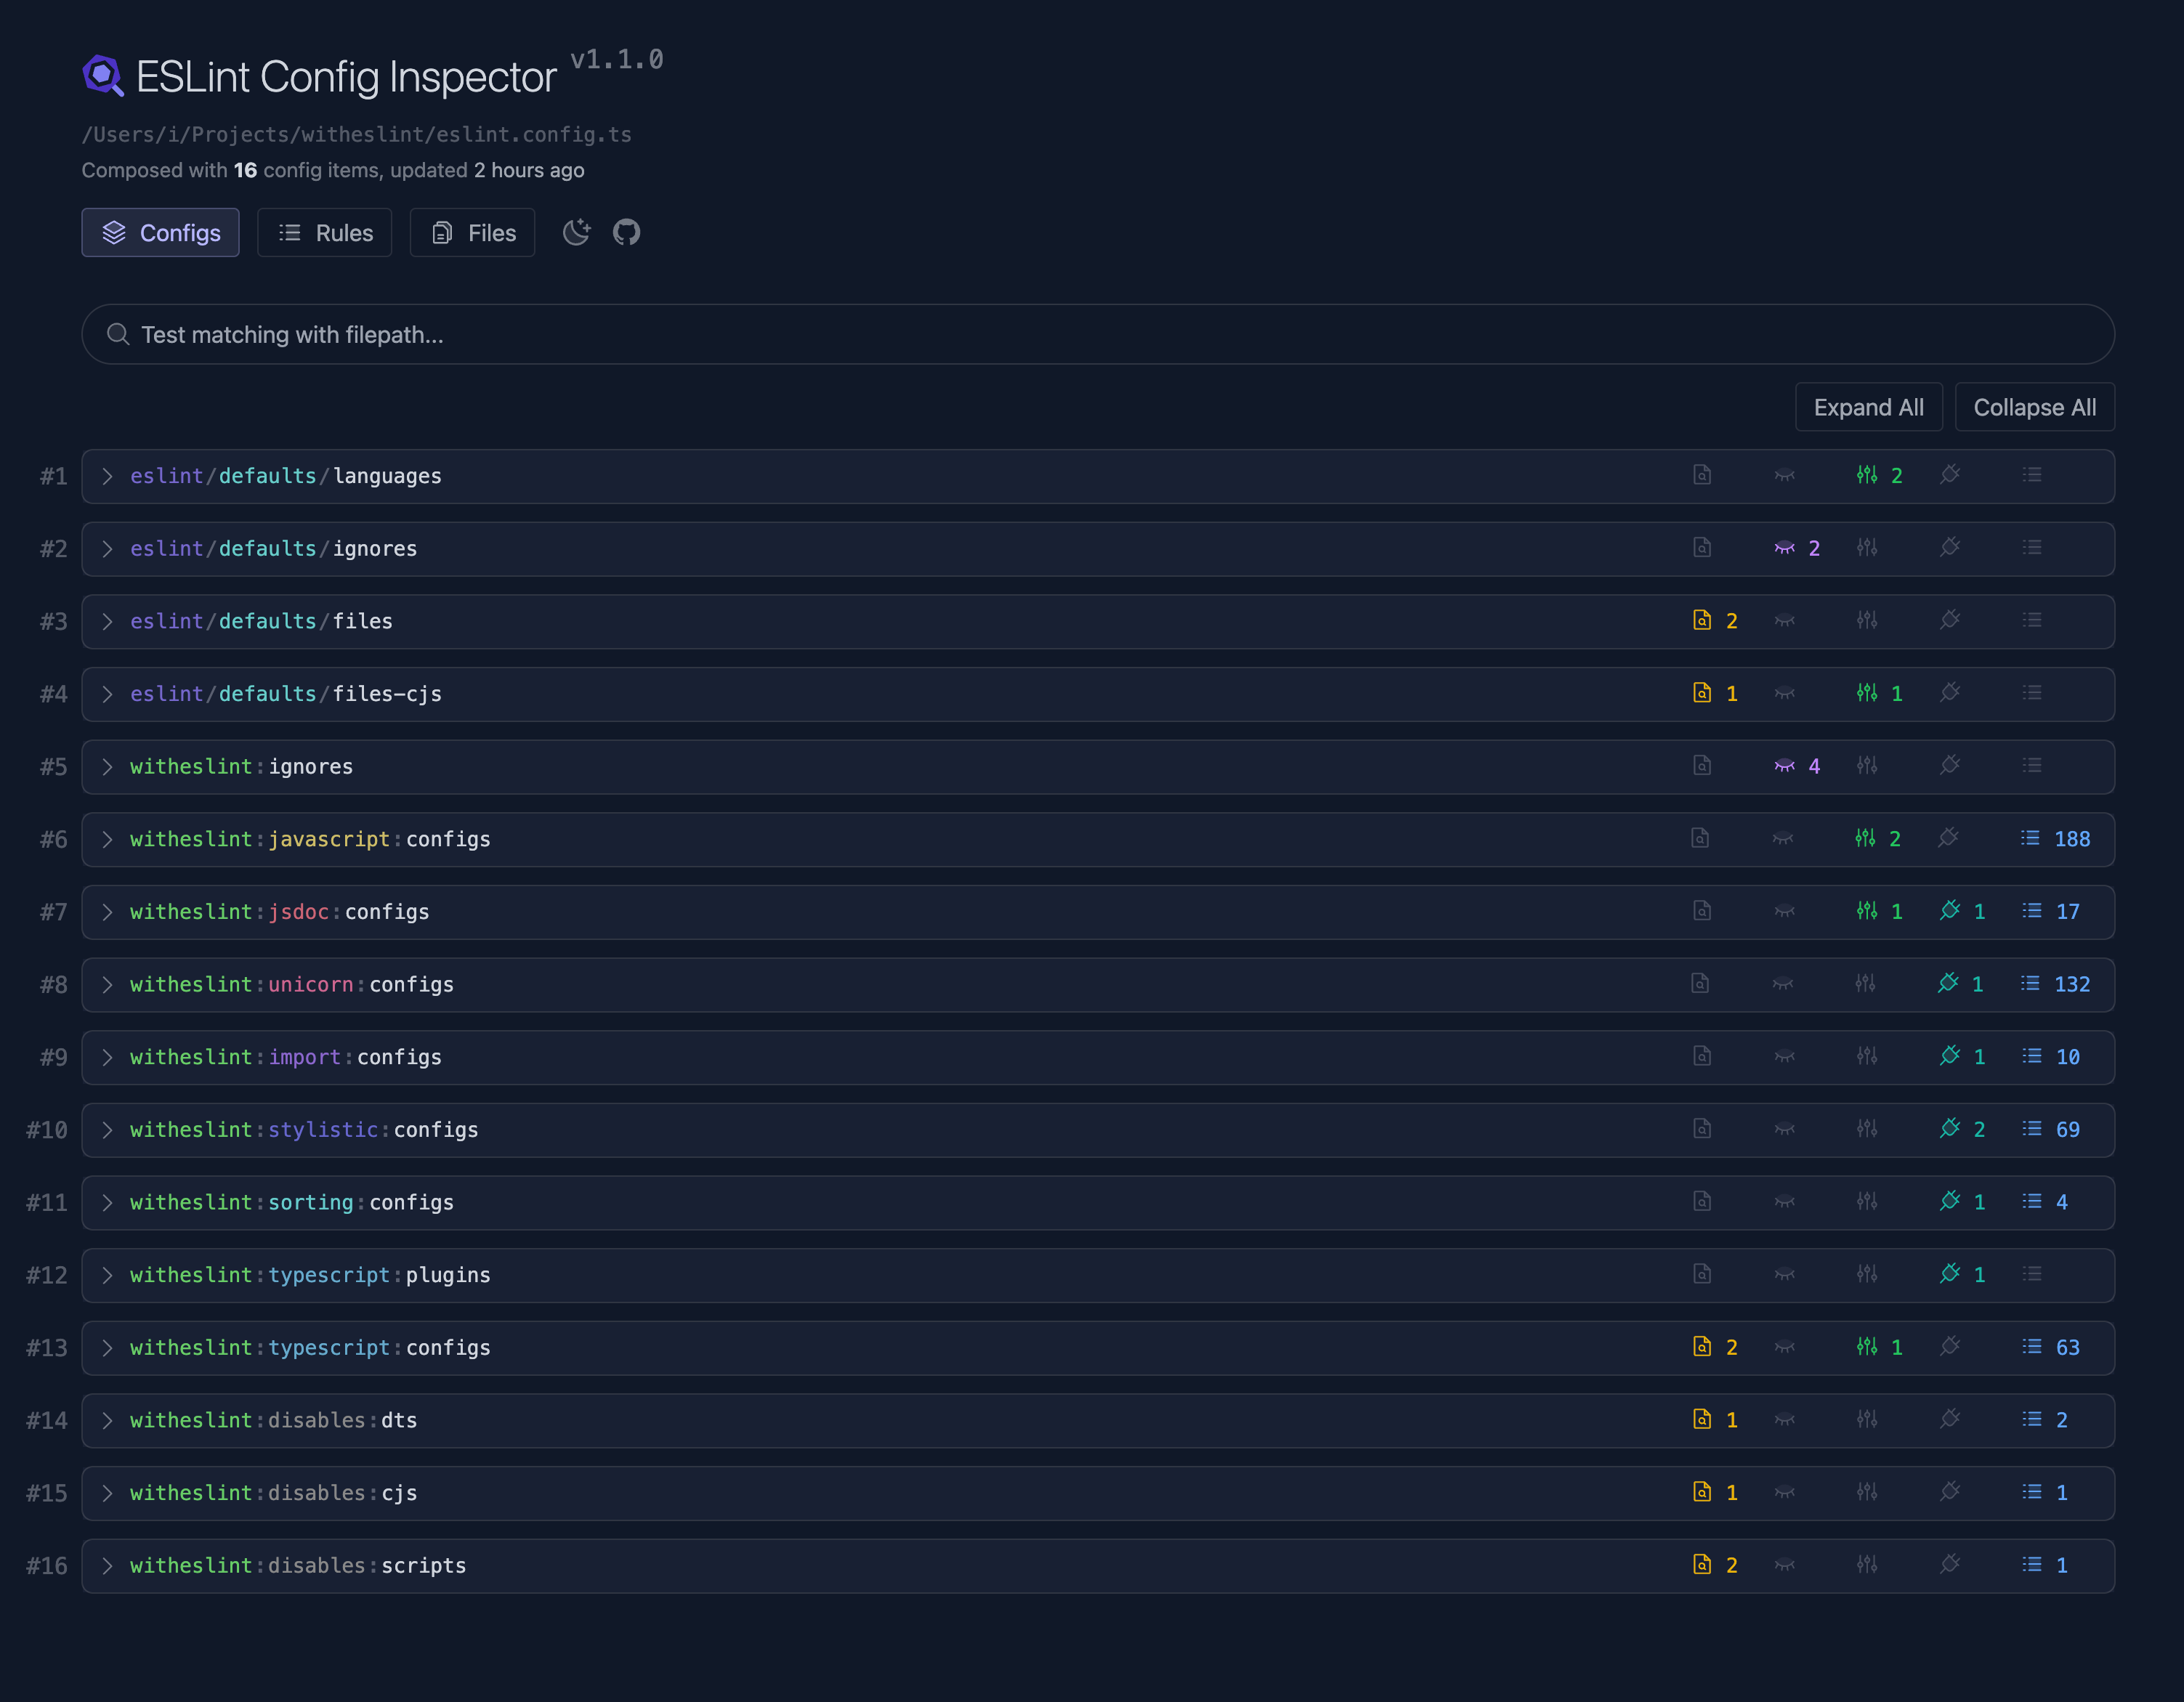 ESLint Config Inspector v1.1.0
/Users/i/Projects/witheslint/eslint.config.ts
Composed with 16 config items, updated 2 hours ago
Configs Rules Files
Test matching with filepath...
Expand All Collapse All
#1 eslint/defaults/languages 2
#2 eslint/defaults/ignores 2
#3 eslint/defaults/files 2
#4 eslint/defaults/files-cjs 1 1
#5 witheslint:ignores 4
#6 witheslint:javascript:configs 2 188
#7 witheslint:jsdoc:configs 1 1 17
#8 witheslint:unicorn:configs 1 132
#9 witheslint:import:configs 1 10
#10 witheslint:stylistic:configs 2 69
#11 witheslint:sorting:configs 1 4
#12 witheslint:typescript:plugins 1
#13 witheslint:typescript:configs 2 1 63
#14 witheslint:disables:dts 1 2
#15 witheslint:disables:cjs 1 1
#16 witheslint:disables:scripts 2 1